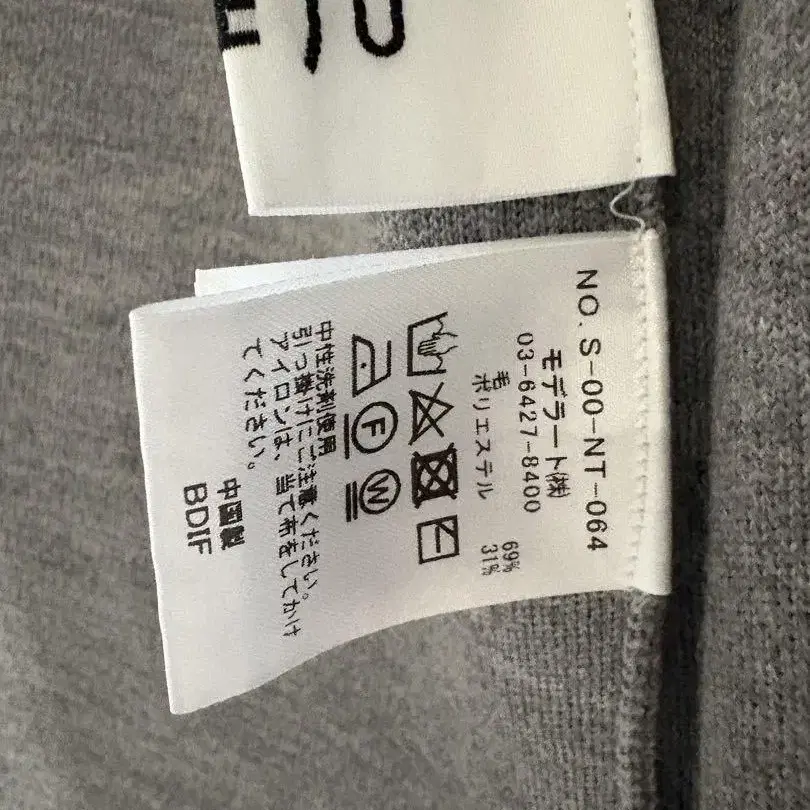 NO. S-00-NT-064
モデラート㈱
03-6427-8400
毛 69%
ポリエステル 31%
中性洗剤使用
引っ掛けにご注意ください。
アイロンは、当て布をしてかけ
てください。
中国製
BDIF